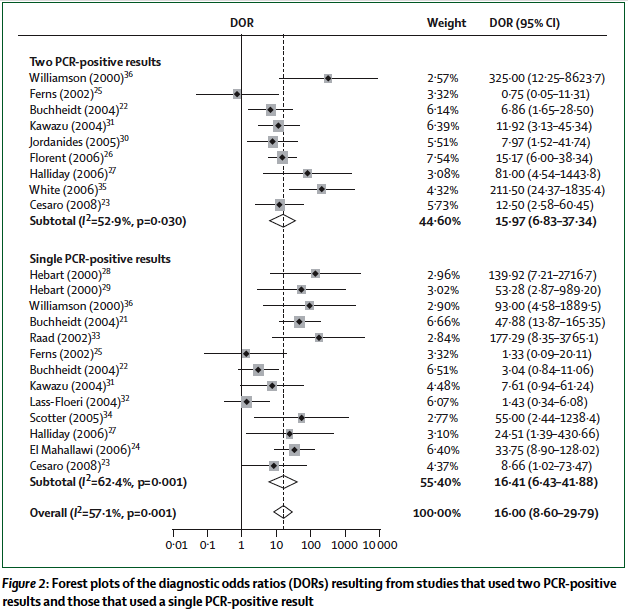 DOR Weight DOR (95% CI)
Two PCR-positive results
Williamson (2000)³⁶ 2·57% 325·00 (12·25–8623·7)
Ferns (2002)²⁵ 3·32% 0·75 (0·05–11·31)
Buchheidt (2004)²² 6·14% 6·86 (1·65–28·50)
Kawazu (2004)³¹ 6·39% 11·92 (3·13–45·34)
Jordanides (2005)³⁰ 5·51% 7·97 (1·52–41·74)
Florent (2006)²⁶ 7·54% 15·17 (6·00–38·34)
Halliday (2006)²⁷ 3·08% 81·00 (4·54–1443·8)
White (2006)³⁵ 4·32% 211·50 (24·37–1835·4)
Cesaro (2008)²³ 5·73% 12·50 (2·58–60·45)
Subtotal (I²=52·9%, p=0·030) 44·60% 15·97 (6·83–37·34)
Single PCR-positive results
Hebart (2000)²⁸ 2·96% 139·92 (7·21–2716·7)
Hebart (2000)²⁹ 3·02% 53·28 (2·87–989·20)
Williamson (2000)³⁶ 2·90% 93·00 (4·58–1889·5)
Buchheidt (2004)²¹ 6·66% 47·88 (13·87–165·35)
Raad (2002)³³ 2·84% 177·29 (8·35–3765·1)
Ferns (2002)²⁵ 3·32% 1·33 (0·09–20·11)
Buchheidt (2004)²² 6·51% 3·04 (0·84–11·06)
Kawazu (2004)³¹ 4·48% 7·61 (0·94–61·24)
Lass-Floeri (2004)³² 6·07% 1·43 (0·34–6·08)
Scotter (2005)³⁴ 2·77% 55·00 (2·44–1238·4)
Halliday (2006)²⁷ 3·10% 24·51 (1·39–430·66)
El Mahallawi (2006)²⁴ 6·40% 33·75 (8·90–128·02)
Cesaro (2008)²³ 4·37% 8·66 (1·02–73·47)
Subtotal (I²=62·4%, p=0·001) 55·40% 16·41 (6·43–41·88)
Overall (I²=57·1%, p=0·001) 100·00% 16·00 (8·60–29·79)
0·01 0·1 1 10 100 1000 10 000
Figure 2: Forest plots of the diagnostic odds ratios (DORs) resulting from studies that used two PCR-positive
results and those that used a single PCR-positive result